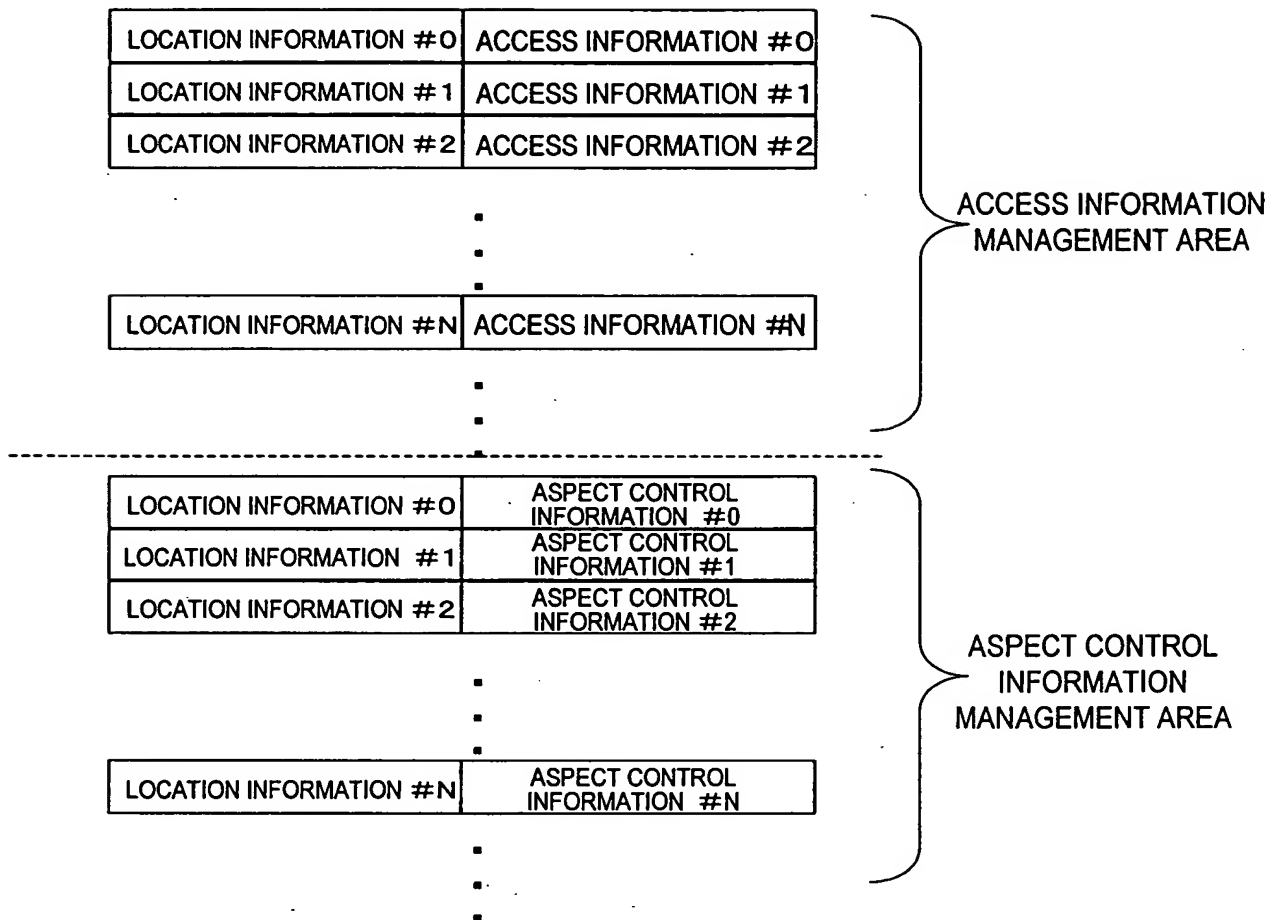 LOCATION INFORMATION #0 ACCESS INFORMATION #0
LOCATION INFORMATION #1 ACCESS INFORMATION #1
LOCATION INFORMATION #2 ACCESS INFORMATION #2
ACCESS INFORMATION
MANAGEMENT AREA
LOCATION INFORMATION #N ACCESS INFORMATION #N
LOCATION INFORMATION #0
ASPECT CONTROL
INFORMATION #0
LOCATION INFORMATION #1
ASPECT CONTROL
INFORMATION #1
LOCATION INFORMATION #2
ASPECT CONTROL
INFORMATION #2
ASPECT CONTROL
INFORMATION
MANAGEMENT AREA
LOCATION INFORMATION #N
ASPECT CONTROL
INFORMATION #N